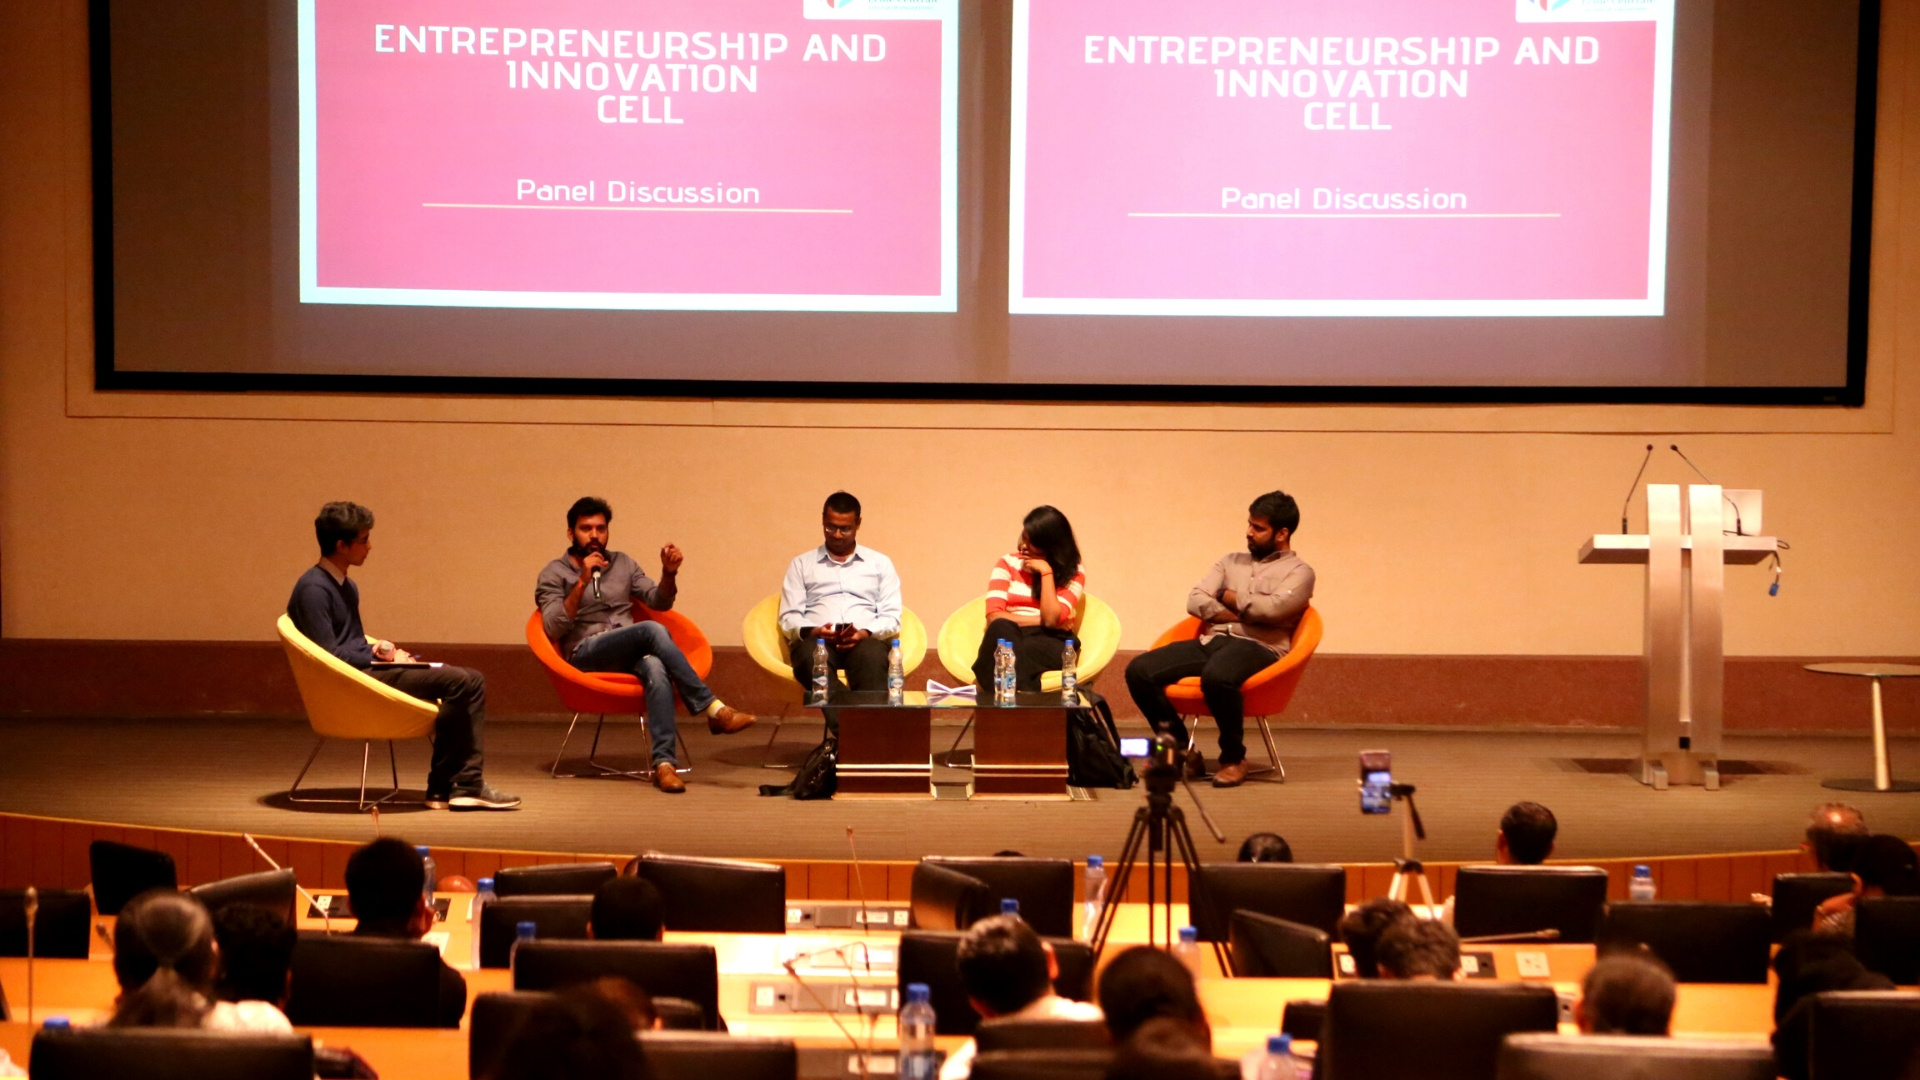 ENTREPRENEURSHIP AND
INNOVATION
CELL
Panel Discussion
ENTREPRENEURSHIP AND
INNOVATION
CELL
Panel Discussion